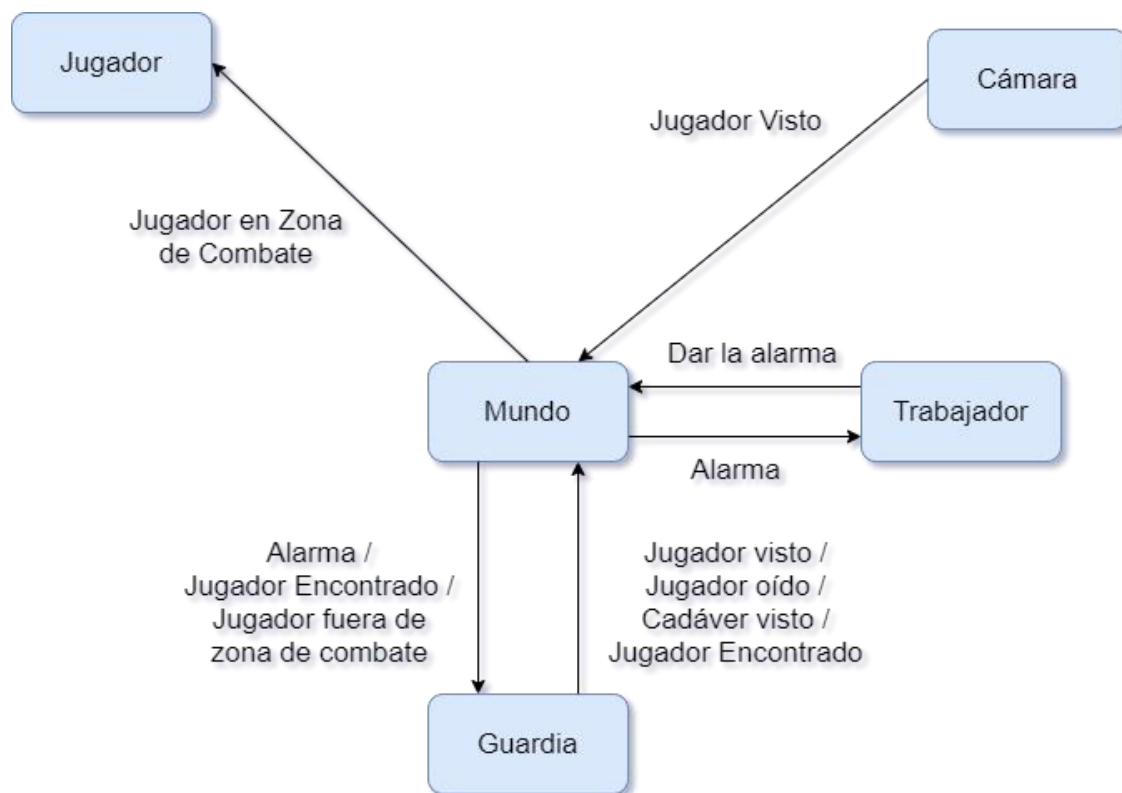 Jugador
Cámara
Jugador Visto
Jugador en Zona
de Combate
Dar la alarma
Mundo
Trabajador
Alarma
Alarma /
Jugador Encontrado /
Jugador fuera de
zona de combate
Jugador visto /
Jugador oído /
Cadáver visto /
Jugador Encontrado
Guardia